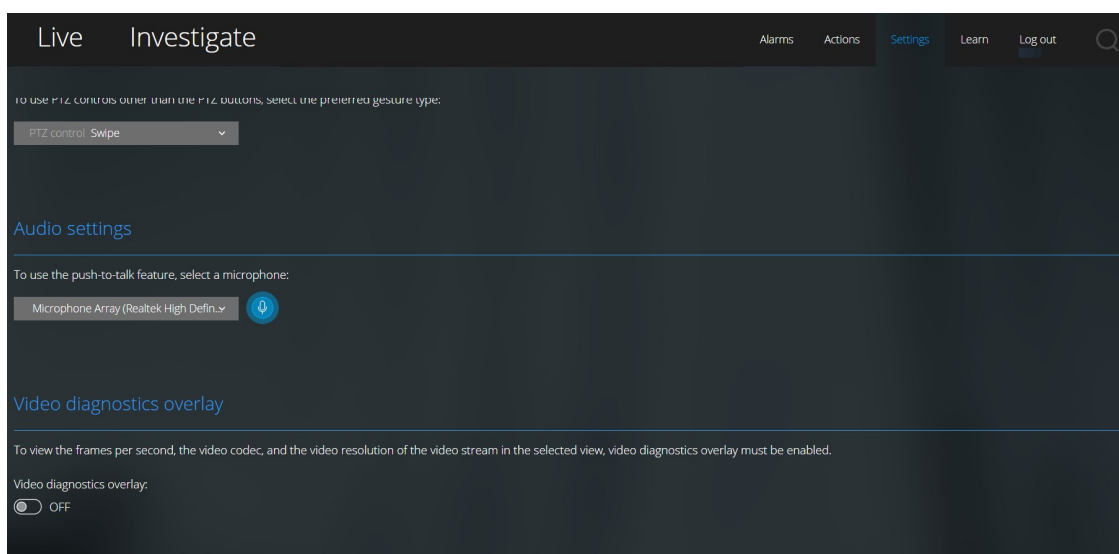 Live Investigate Alarms Actions Settings Learn Log out
To use PTZ controls other than the PTZ buttons, select the preferred gesture type:
PTZ control Swipe
Audio settings
To use the push-to-talk feature, select a microphone:
Microphone Array (Realtek High Defin...
Video diagnostics overlay
To view the frames per second, the video codec, and the video resolution of the video stream in the selected view, video diagnostics overlay must be enabled.
Video diagnostics overlay:
OFF